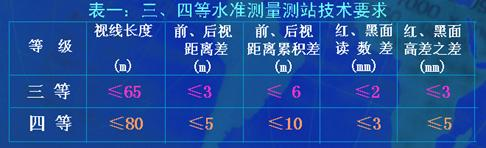 表一：三、四等水准测量测站技术要求
等 级 视线长度 (m) 前、后视 距离差 (m) 前、后视 距离累积差 (m) 红、黑面 读 数 差 (mm) 红、黑面 高差之差 (mm)
三 等 ≤65 ≤3 ≤ 6 ≤2 ≤3
四 等 ≤80 ≤5 ≤10 ≤3 ≤5